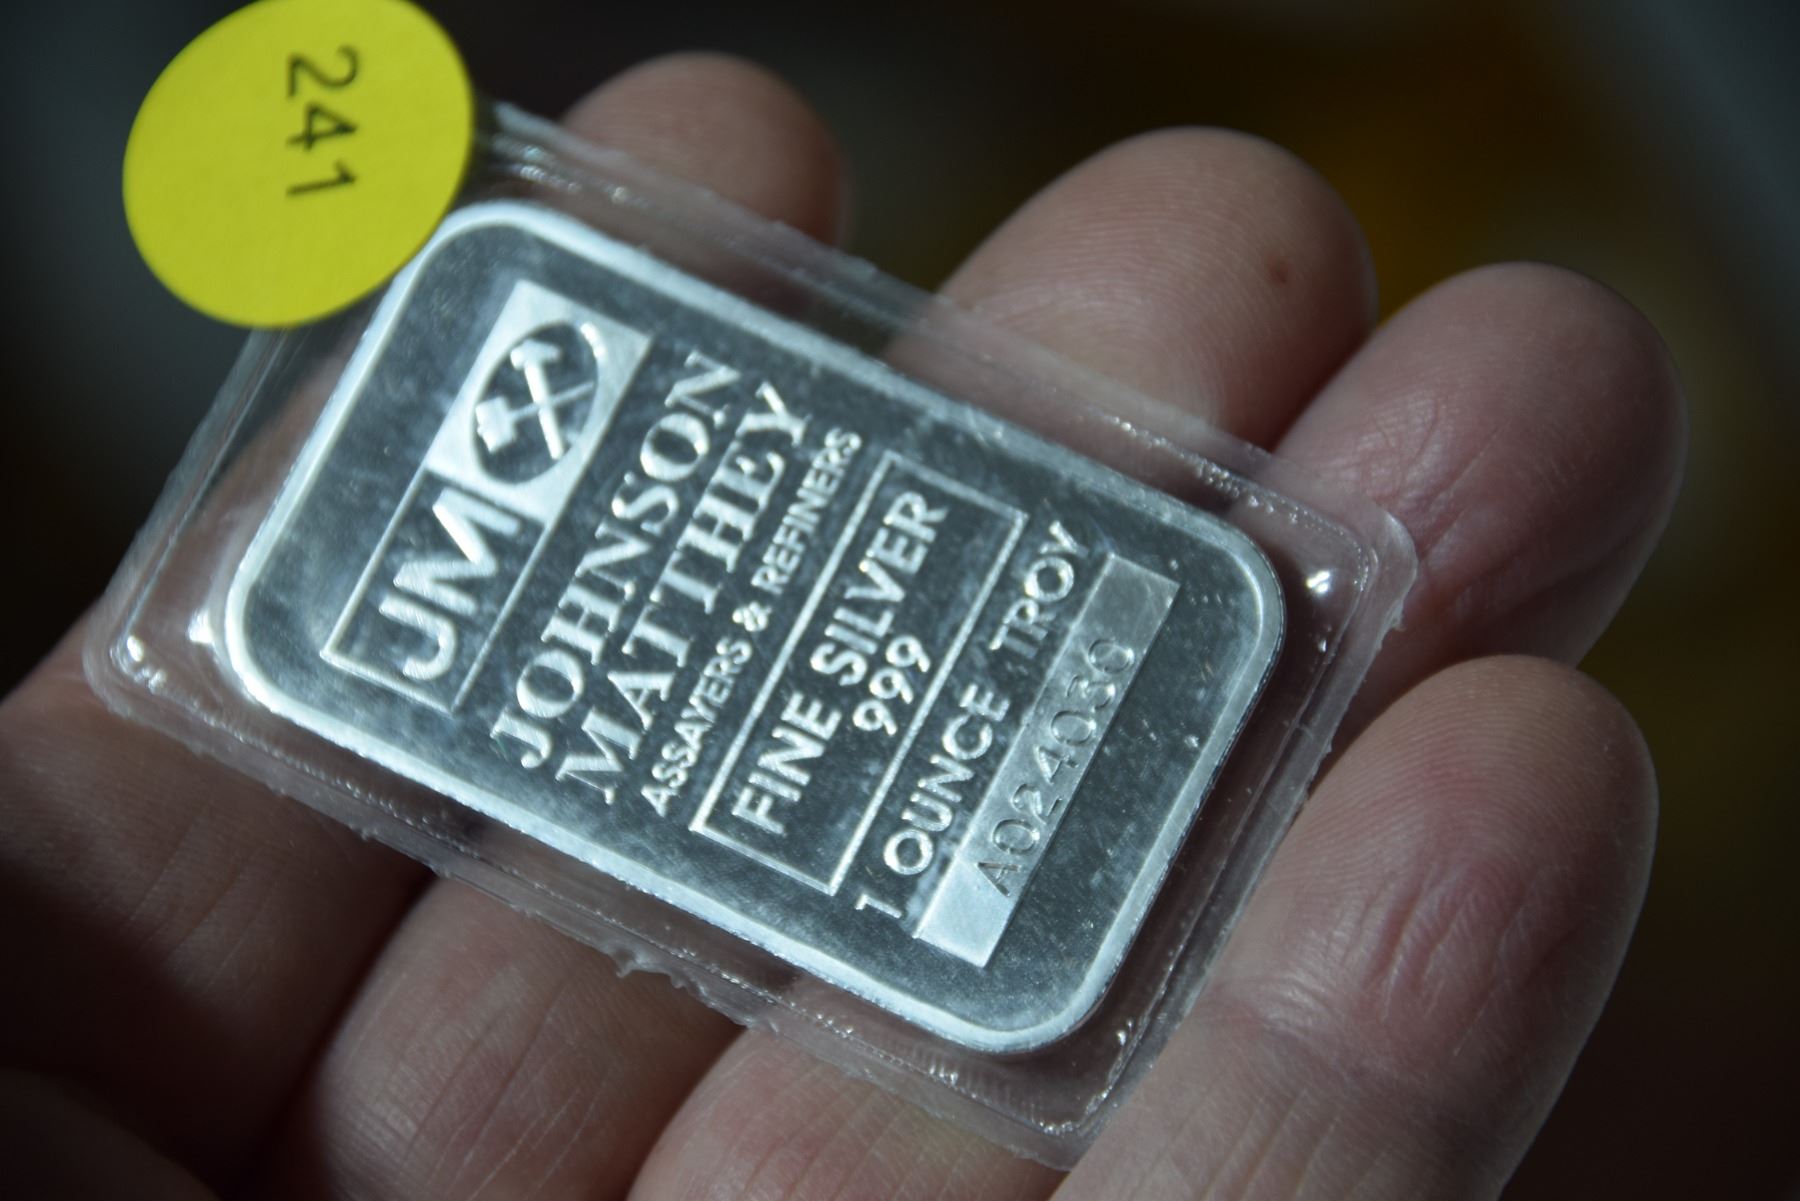 241
JM
JOHNSON
MATTHEY
ASSAYERS & REFINERS
FINE SILVER
999
1 OUNCE TROY
A024030